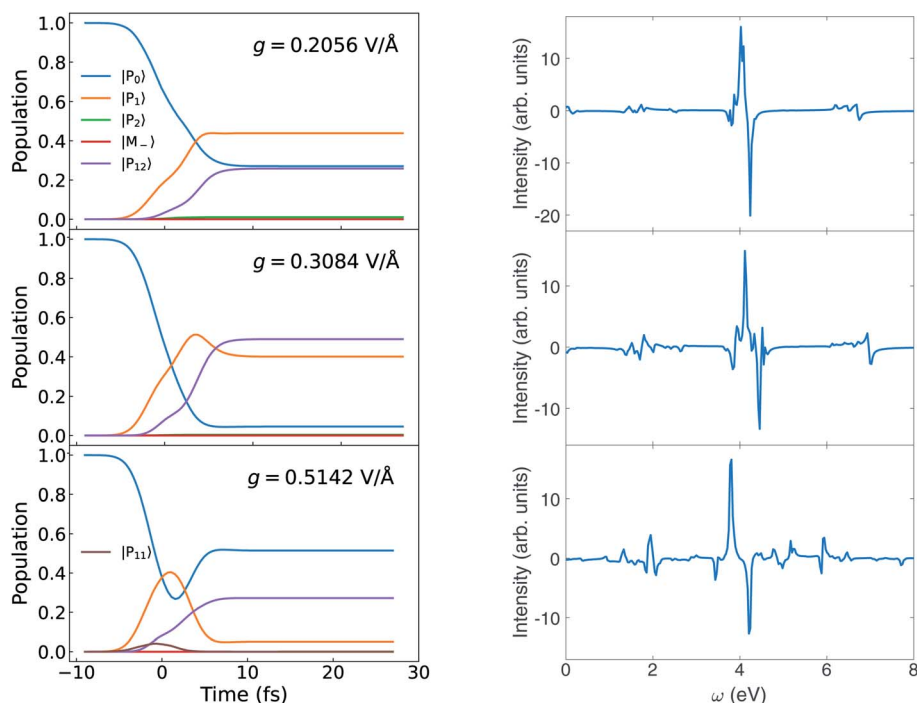 g = 0.2056 V/Å
|P₀⟩
|P₁⟩
|P₂⟩
|M₋⟩
|P₁₂⟩
Population
1.0
0.8
0.6
0.4
0.2
0.0
g = 0.3084 V/Å
Population
1.0
0.8
0.6
0.4
0.2
0.0
g = 0.5142 V/Å
|P₁₁⟩
Population
1.0
0.8
0.6
0.4
0.2
0.0
−10 0 10 20 30
Time (fs)
Intensity (arb. units)
10
0
-10
-20
Intensity (arb. units)
10
0
-10
Intensity (arb. units)
10
0
-10
0 2 4 6 8
ω (eV)